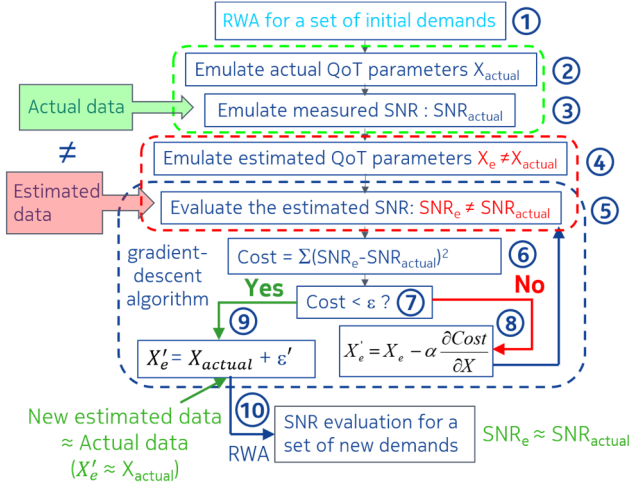 RWA for a set of initial demands
①
Emulate actual QoT parameters X_actual
②
Actual data
Emulate measured SNR : SNR_actual
③
≠
Emulate estimated QoT parameters X_e ≠X_actual
④
Estimated
data
Evaluate the estimated SNR: SNR_e ≠ SNR_actual
⑤
gradient-
descent
algorithm
Cost = Σ(SNR_e-SNR_actual)²
⑥
Yes
Cost < ε ?
⑦
No
⑨
⑧
X′_e = X_actual + ε′
X'_e = X_e − α ∂Cost/∂X
New estimated data
≈ Actual data
(X′_e ≈ X_actual)
⑩
RWA
SNR evaluation for a
set of new demands
SNR_e ≈ SNR_actual